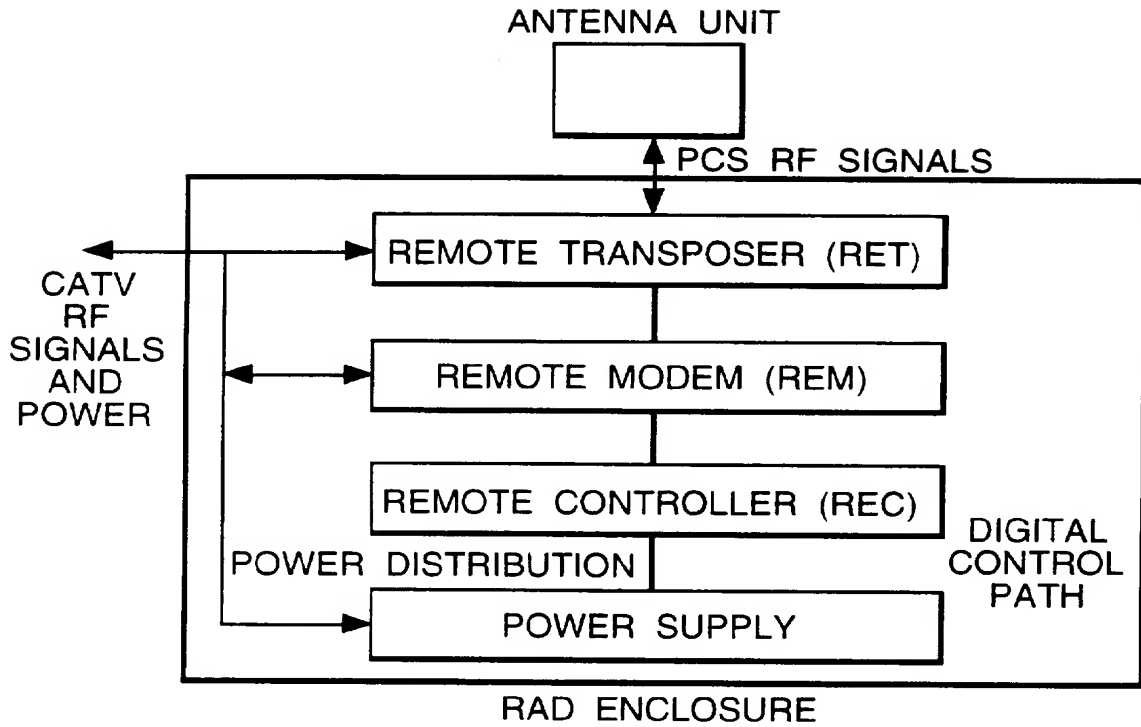 ANTENNA UNIT
PCS RF SIGNALS
REMOTE TRANSPOSER (RET)
CATV
RF
SIGNALS
AND
POWER
REMOTE MODEM (REM)
REMOTE CONTROLLER (REC)
POWER DISTRIBUTION
DIGITAL
CONTROL
PATH
POWER SUPPLY
RAD ENCLOSURE